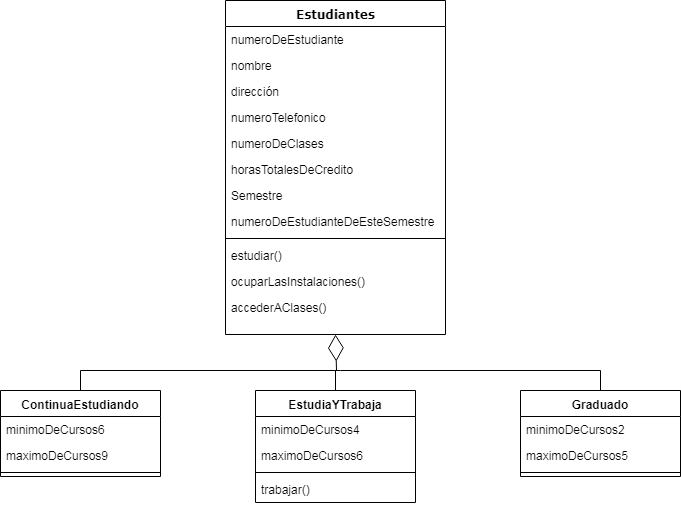 Estudiantes
numeroDeEstudiante
nombre
dirección
numeroTelefonico
numeroDeClases
horasTotalesDeCredito
Semestre
numeroDeEstudianteDeEsteSemestre
estudiar()
ocuparLasInstalaciones()
accederAClases()
ContinuaEstudiando
minimoDeCursos6
maximoDeCursos9
EstudiaYTrabaja
minimoDeCursos4
maximoDeCursos6
trabajar()
Graduado
minimoDeCursos2
maximoDeCursos5